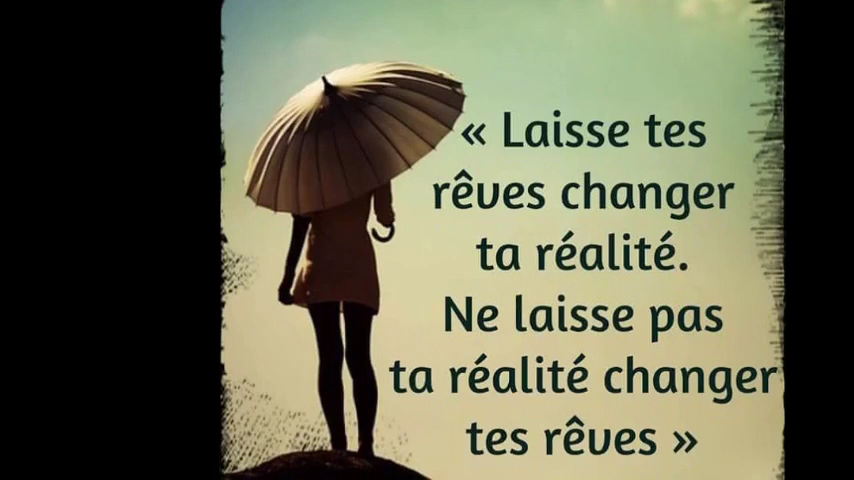 « Laisse tes
rêves changer
ta réalité.
Ne laisse pas
ta réalité changer
tes rêves »